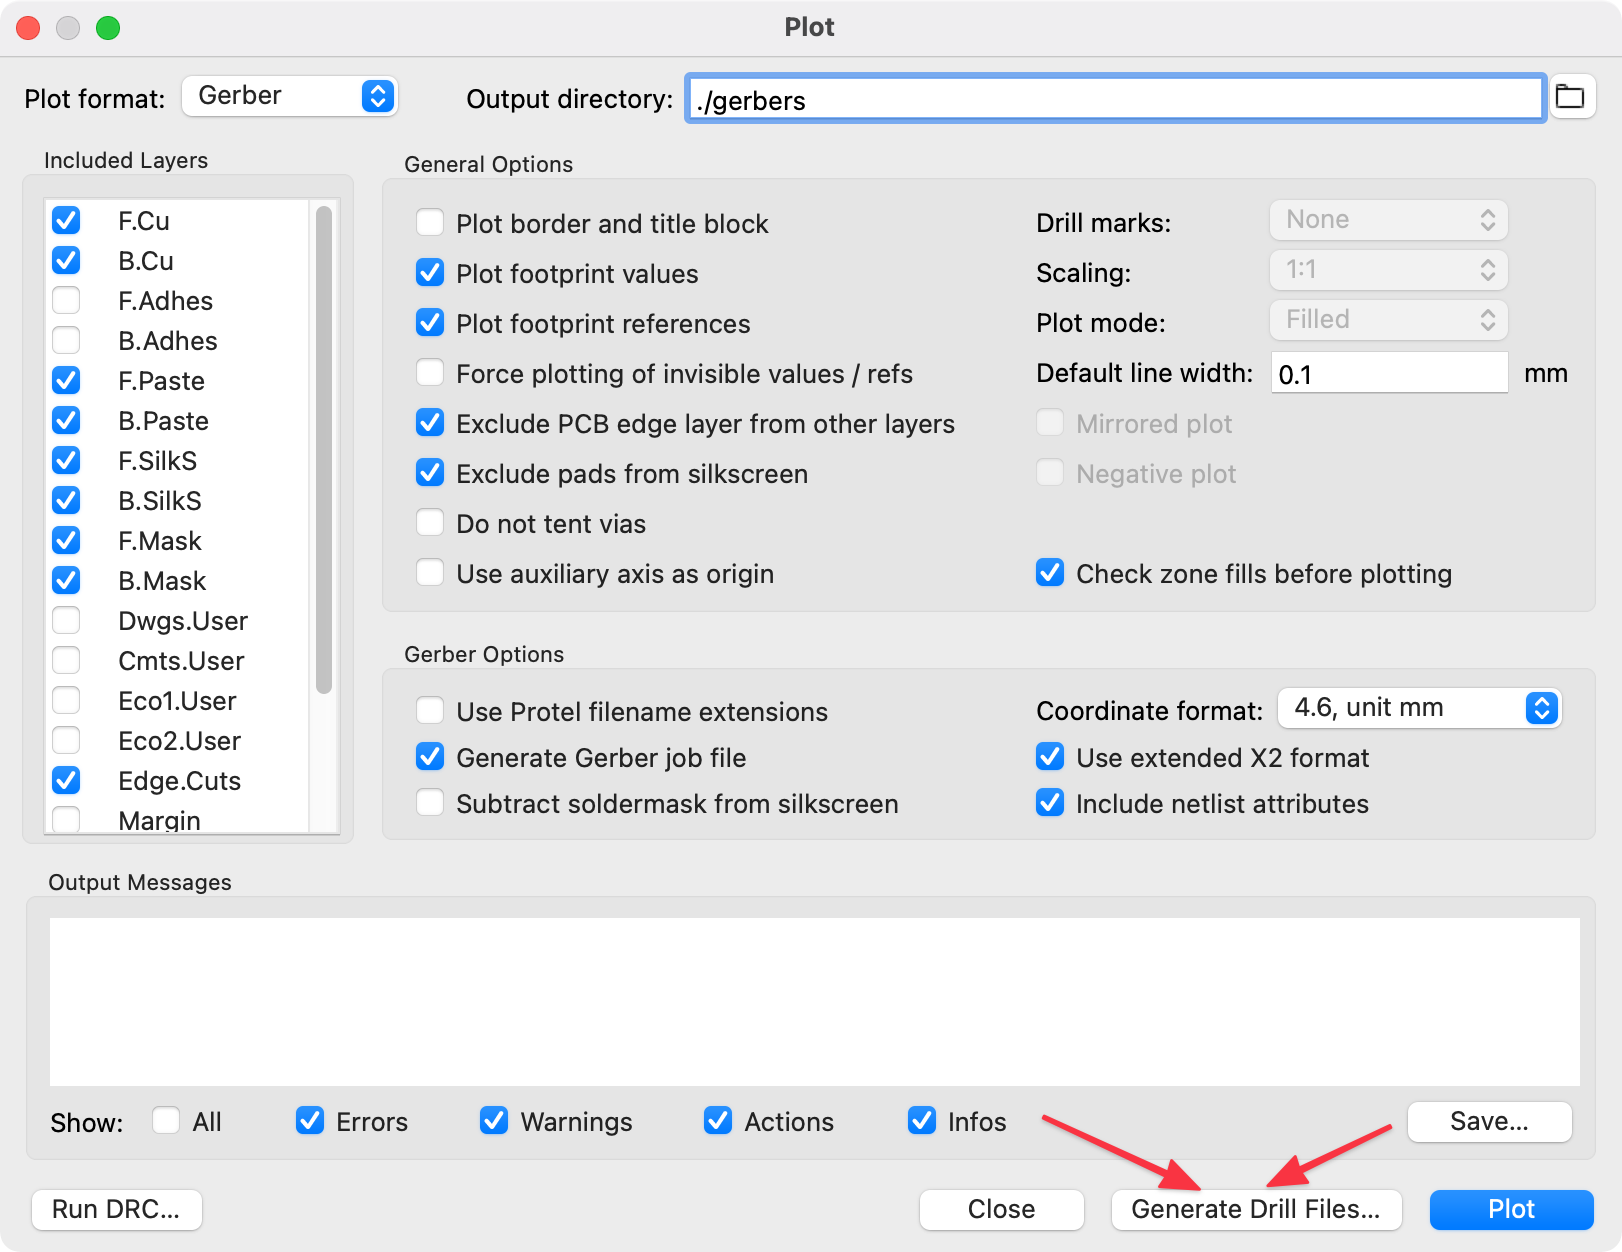 Plot
Plot format: Gerber Output directory: ./gerbers
Included Layers
F.Cu
B.Cu
F.Adhes
B.Adhes
F.Paste
B.Paste
F.SilkS
B.SilkS
F.Mask
B.Mask
Dwgs.User
Cmts.User
Eco1.User
Eco2.User
Edge.Cuts
Margin
General Options
Plot border and title block
Plot footprint values
Plot footprint references
Force plotting of invisible values / refs
Exclude PCB edge layer from other layers
Exclude pads from silkscreen
Do not tent vias
Use auxiliary axis as origin
Drill marks: None
Scaling: 1:1
Plot mode: Filled
Default line width: 0.1 mm
Mirrored plot
Negative plot
Check zone fills before plotting
Gerber Options
Use Protel filename extensions
Generate Gerber job file
Subtract soldermask from silkscreen
Coordinate format: 4.6, unit mm
Use extended X2 format
Include netlist attributes
Output Messages
Show: All Errors Warnings Actions Infos Save...
Run DRC... Close Generate Drill Files... Plot